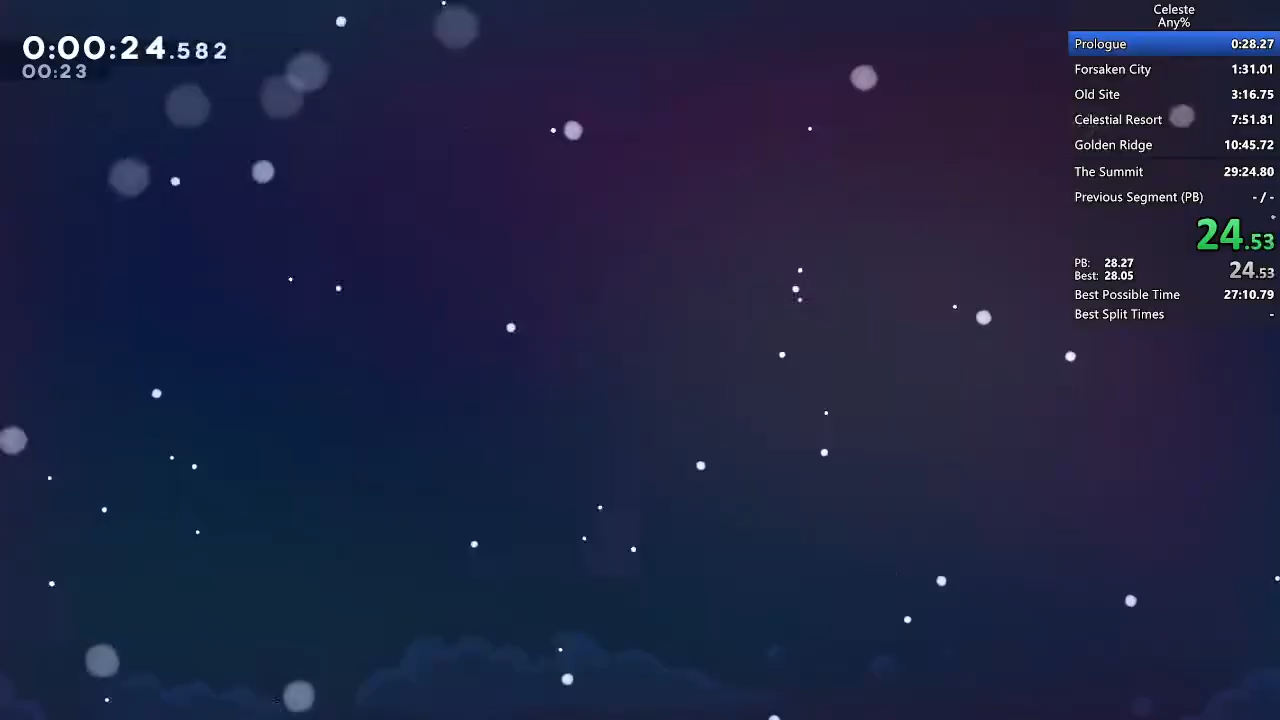 0:00:24.582
00:23
Celeste
Any%
Prologue 0:28.27
Forsaken City 1:31.01
Old Site 3:16.75
Celestial Resort 7:51.81
Golden Ridge 10:45.72
The Summit 29:24.80
Previous Segment (PB) - / -
24.53
PB: 28.27
Best: 28.05
24.53
Best Possible Time 27:10.79
Best Split Times -